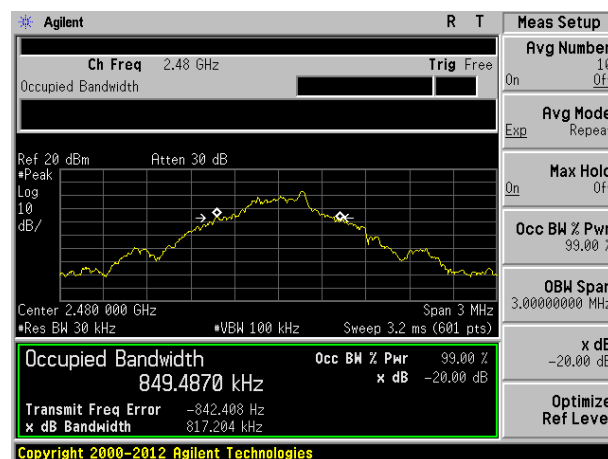 Agilent R T Meas Setup
Ch Freq 2.48 GHz Trig Free
Occupied Bandwidth
Avg Number
10
On Off
Avg Mode
Exp Repeat
Max Hold
On Off
Occ BW % Pwr
99.00 %
OBW Span
3.00000000 MHz
x dB
-20.00 dB
Optimize
Ref Level
Ref 20 dBm Atten 30 dB
#Peak
Log
10
dB/
Center 2.480 000 GHz Span 3 MHz
#Res BW 30 kHz #VBW 100 kHz Sweep 3.2 ms (601 pts)
Occupied Bandwidth Occ BW % Pwr 99.00 %
849.4870 kHz x dB -20.00 dB
Transmit Freq Error -842.408 Hz
x dB Bandwidth 817.204 kHz
Copyright 2000-2012 Agilent Technologies